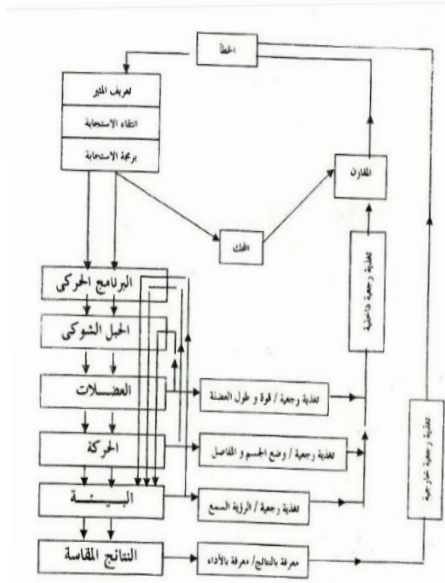 الخطأ
تعريف المثير
انتقاء الاستجابة
برمجة الاستجابة
المقارن
المحك
البرنامج الحركى
الحبل الشوكى
العضلات
الحركة
البيئة
النتائج المقاسة
تغذية رجعية / قوة و طول العضلة
تغذية رجعية / وضع الجسم و المفاصل
تغذية رجعية / الرؤية السمع
معرفة بالنتائج/ معرفة بالأداء
تغذية رجعية داخلية
تغذية رجعية خارجية